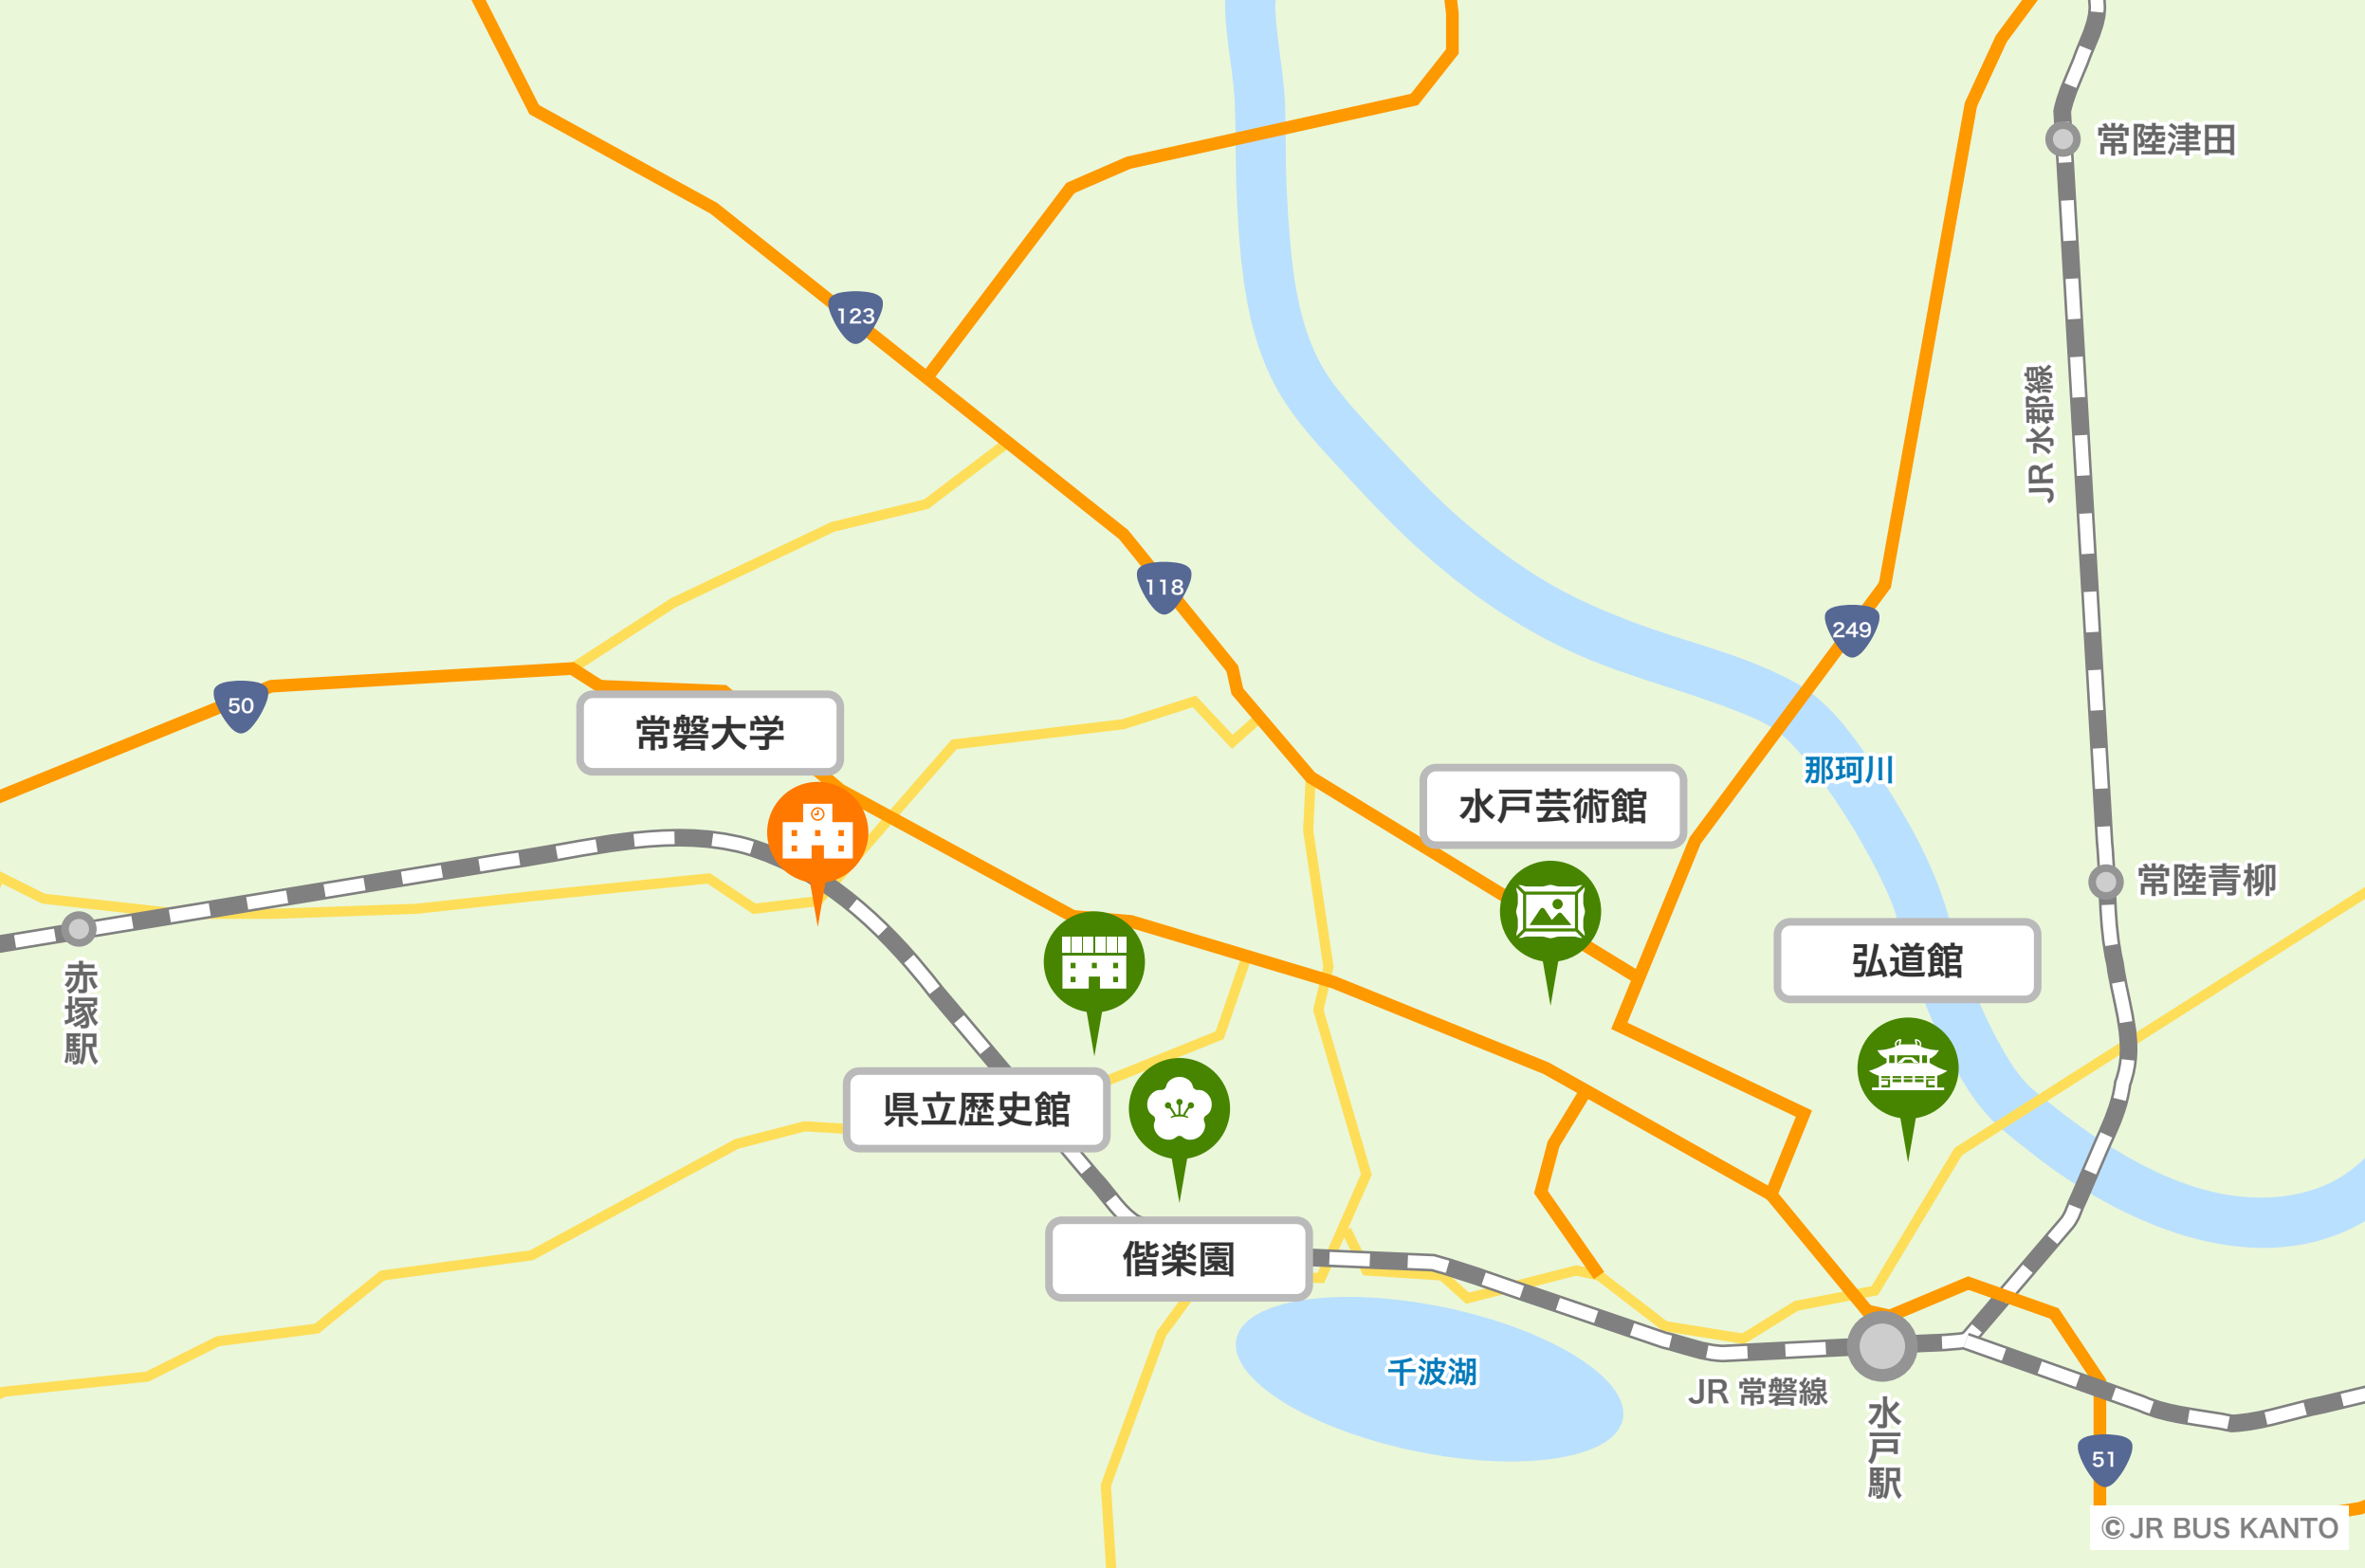 常陸津田
123
JR 水郡線
118
249
50
常磐大学
那珂川
水戸芸術館
常陸青柳
弘道館
赤塚駅
県立歴史館
偕楽園
千波湖
JR 常磐線
水戸駅
51
© JR BUS KANTO